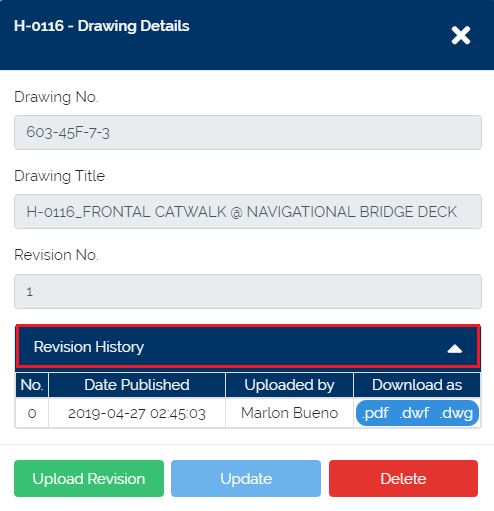 H-0116 - Drawing Details
Drawing No.
603-45F-7-3
Drawing Title
H-0116_FRONTAL CATWALK @ NAVIGATIONAL BRIDGE DECK
Revision No.
1
Revision History
No. Date Published Uploaded by Download as
0 2019-04-27 02:45:03 Marlon Bueno .pdf .dwf .dwg
Upload Revision Update Delete